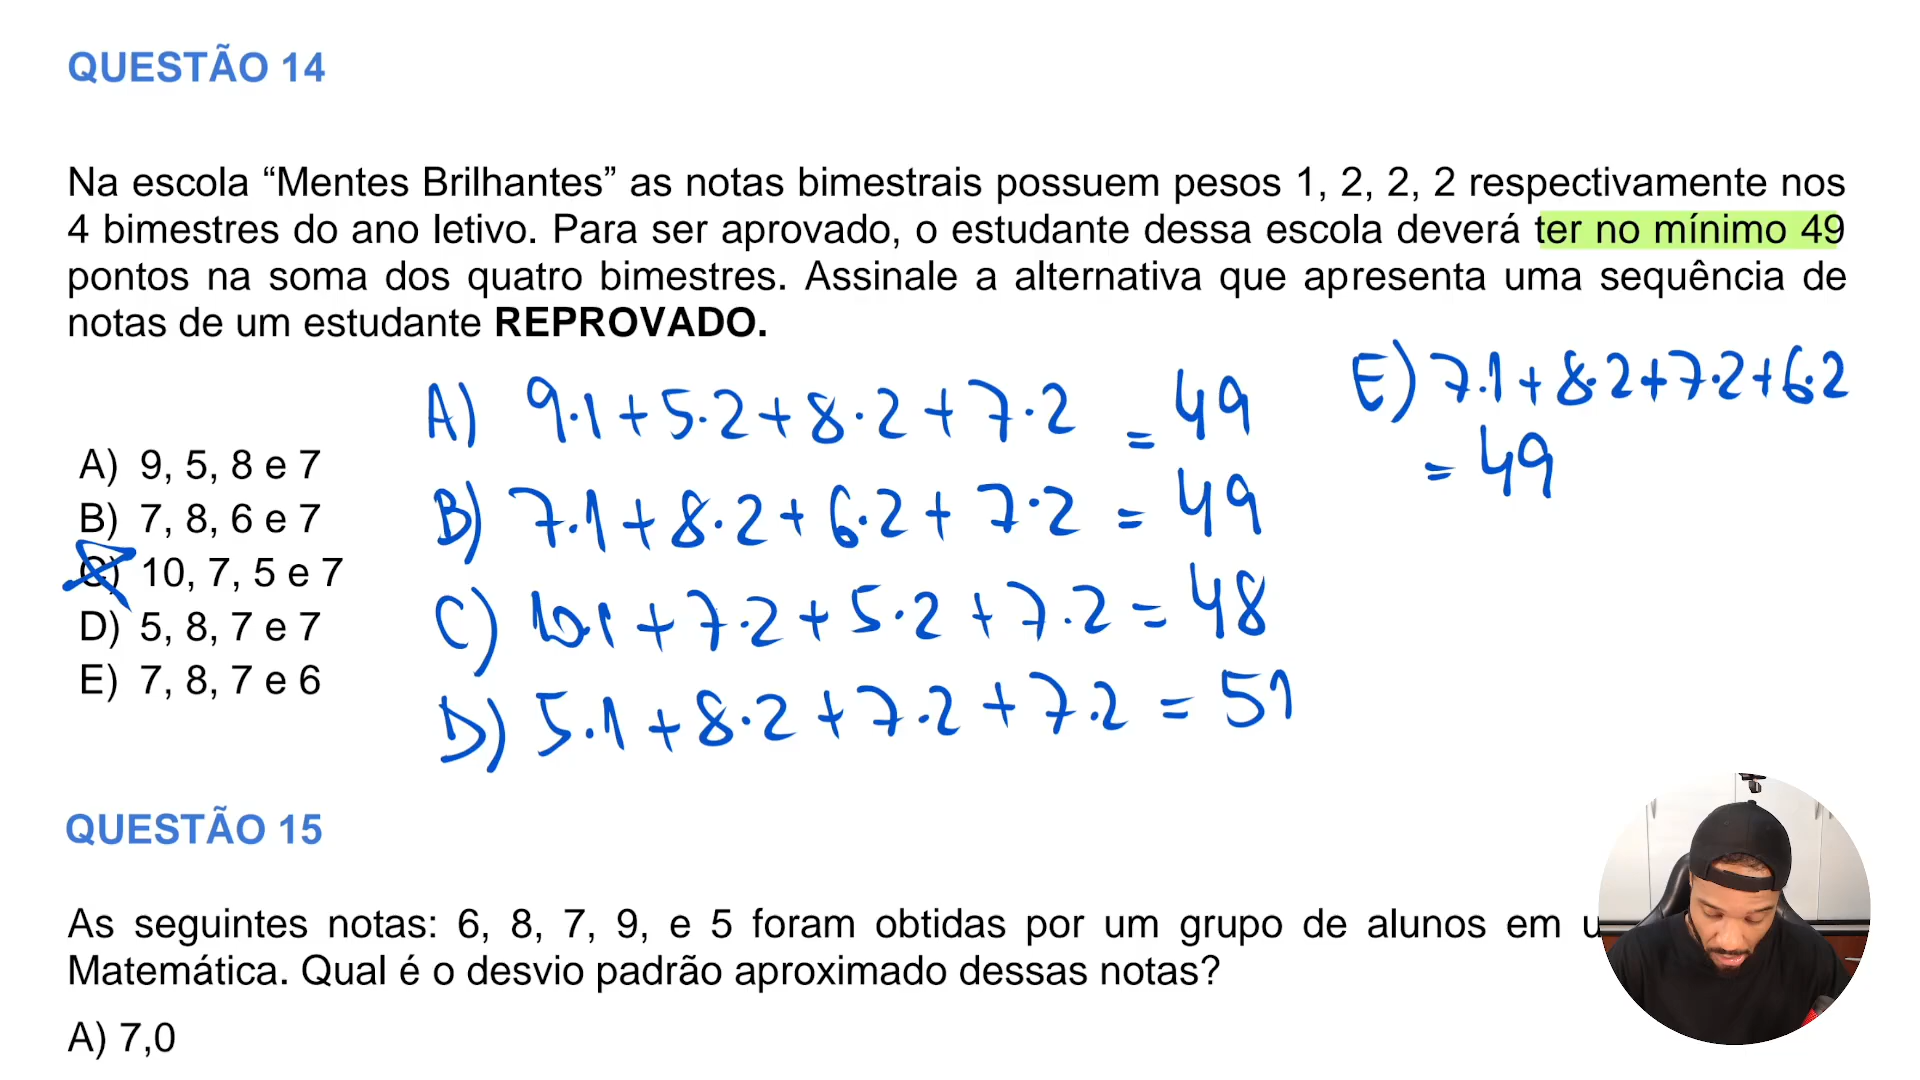 QUESTÃO 14
Na escola “Mentes Brilhantes” as notas bimestrais possuem pesos 1, 2, 2, 2 respectivamente nos
4 bimestres do ano letivo. Para ser aprovado, o estudante dessa escola deverá ter no mínimo 49
pontos na soma dos quatro bimestres. Assinale a alternativa que apresenta uma sequência de
notas de um estudante REPROVADO.
A) 9, 5, 8 e 7
B) 7, 8, 6 e 7
C) 10, 7, 5 e 7
D) 5, 8, 7 e 7
E) 7, 8, 7 e 6
A) 9·1+5·2+8·2+7·2 = 49
B) 7·1+8·2+6·2+7·2 = 49
C) 10·1+7·2+5·2+7·2 = 48
D) 5·1+8·2+7·2+7·2 = 51
E) 7·1+8·2+7·2+6·2
= 49
QUESTÃO 15
As seguintes notas: 6, 8, 7, 9, e 5 foram obtidas por um grupo de alunos em
Matemática. Qual é o desvio padrão aproximado dessas notas?
A) 7,0